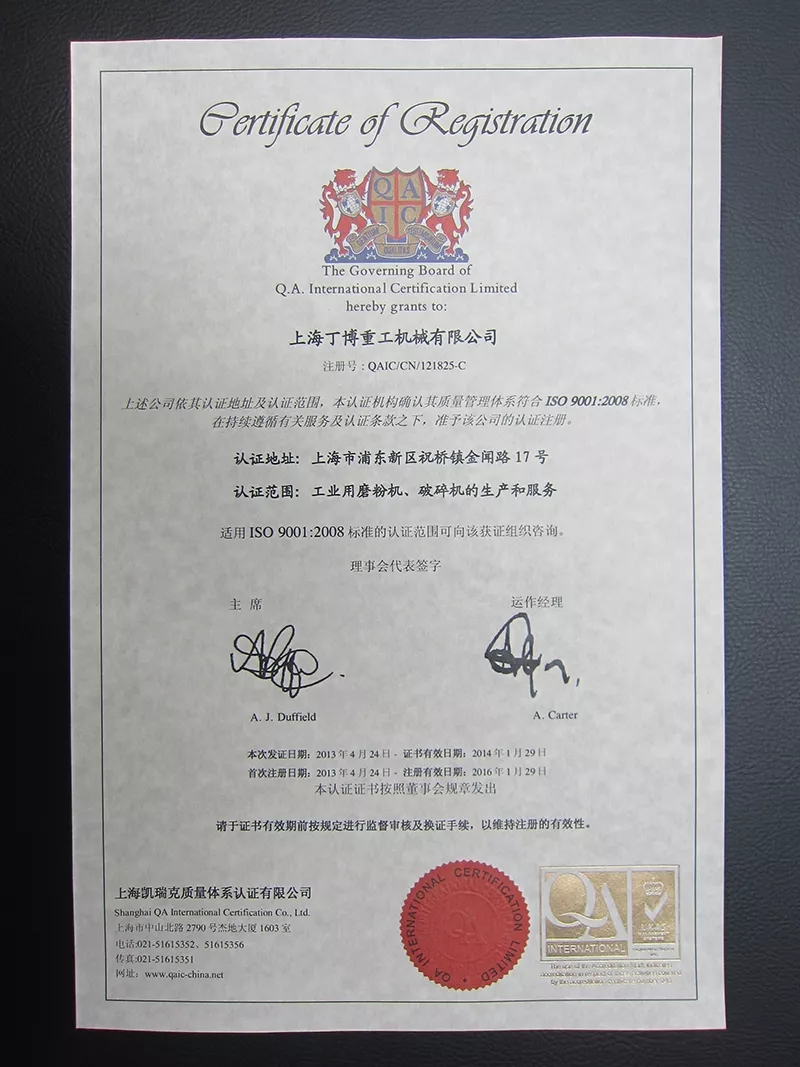 Certificate of Registration
QA
IC
The Governing Board of
Q.A. International Certification Limited
hereby grants to:
上海丁博重工机械有限公司
注册号：QAIC/CN/121825-C
上述公司依其认证地址及认证范围，本认证机构确认其质量管理体系符合 ISO 9001:2008 标准，
在持续遵循有关服务及认证条款之下，准予该公司的认证注册。
认证地址：上海市浦东新区祝桥镇金闻路 17 号
认证范围：工业用磨粉机、破碎机的生产和服务
适用 ISO 9001:2008 标准的认证范围可向该获证组织咨询。
理事会代表签字
主 席 运作经理
A. J. Duffield A. Carter
本次发证日期：2013 年 4 月 24 日 - 证书有效日期：2014 年 1 月 29 日
首次注册日期：2013 年 4 月 24 日 - 注册有效日期：2016 年 1 月 29 日
本认证证书按照董事会规章发出
请于证书有效期前按规定进行监督审核及换证手续，以维持注册的有效性。
上海凯瑞克质量体系认证有限公司
Shanghai QA International Certification Co., Ltd.
上海市中山北路 2790 号杰地大厦 1603 室
电话:021-51615352、51615356
传真:021-51615351
网址：www.qaic-china.net
QA INTERNATIONAL CERTIFICATION LIMITED
QA
QA
INTERNATIONAL